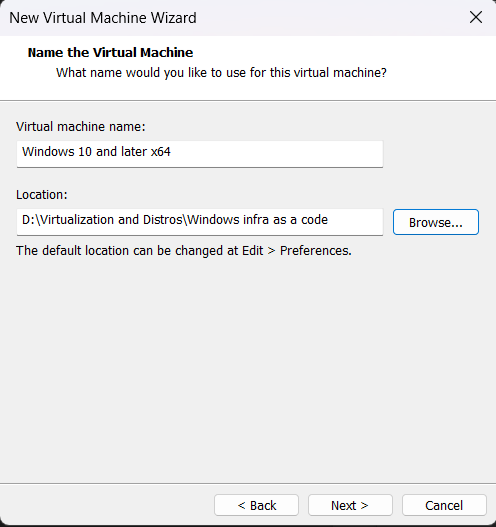 New Virtual Machine Wizard
Name the Virtual Machine
What name would you like to use for this virtual machine?
Virtual machine name:
Windows 10 and later x64
Location:
D:\Virtualization and Distros\Windows infra as a code
Browse...
The default location can be changed at Edit > Preferences.
< Back
Next >
Cancel